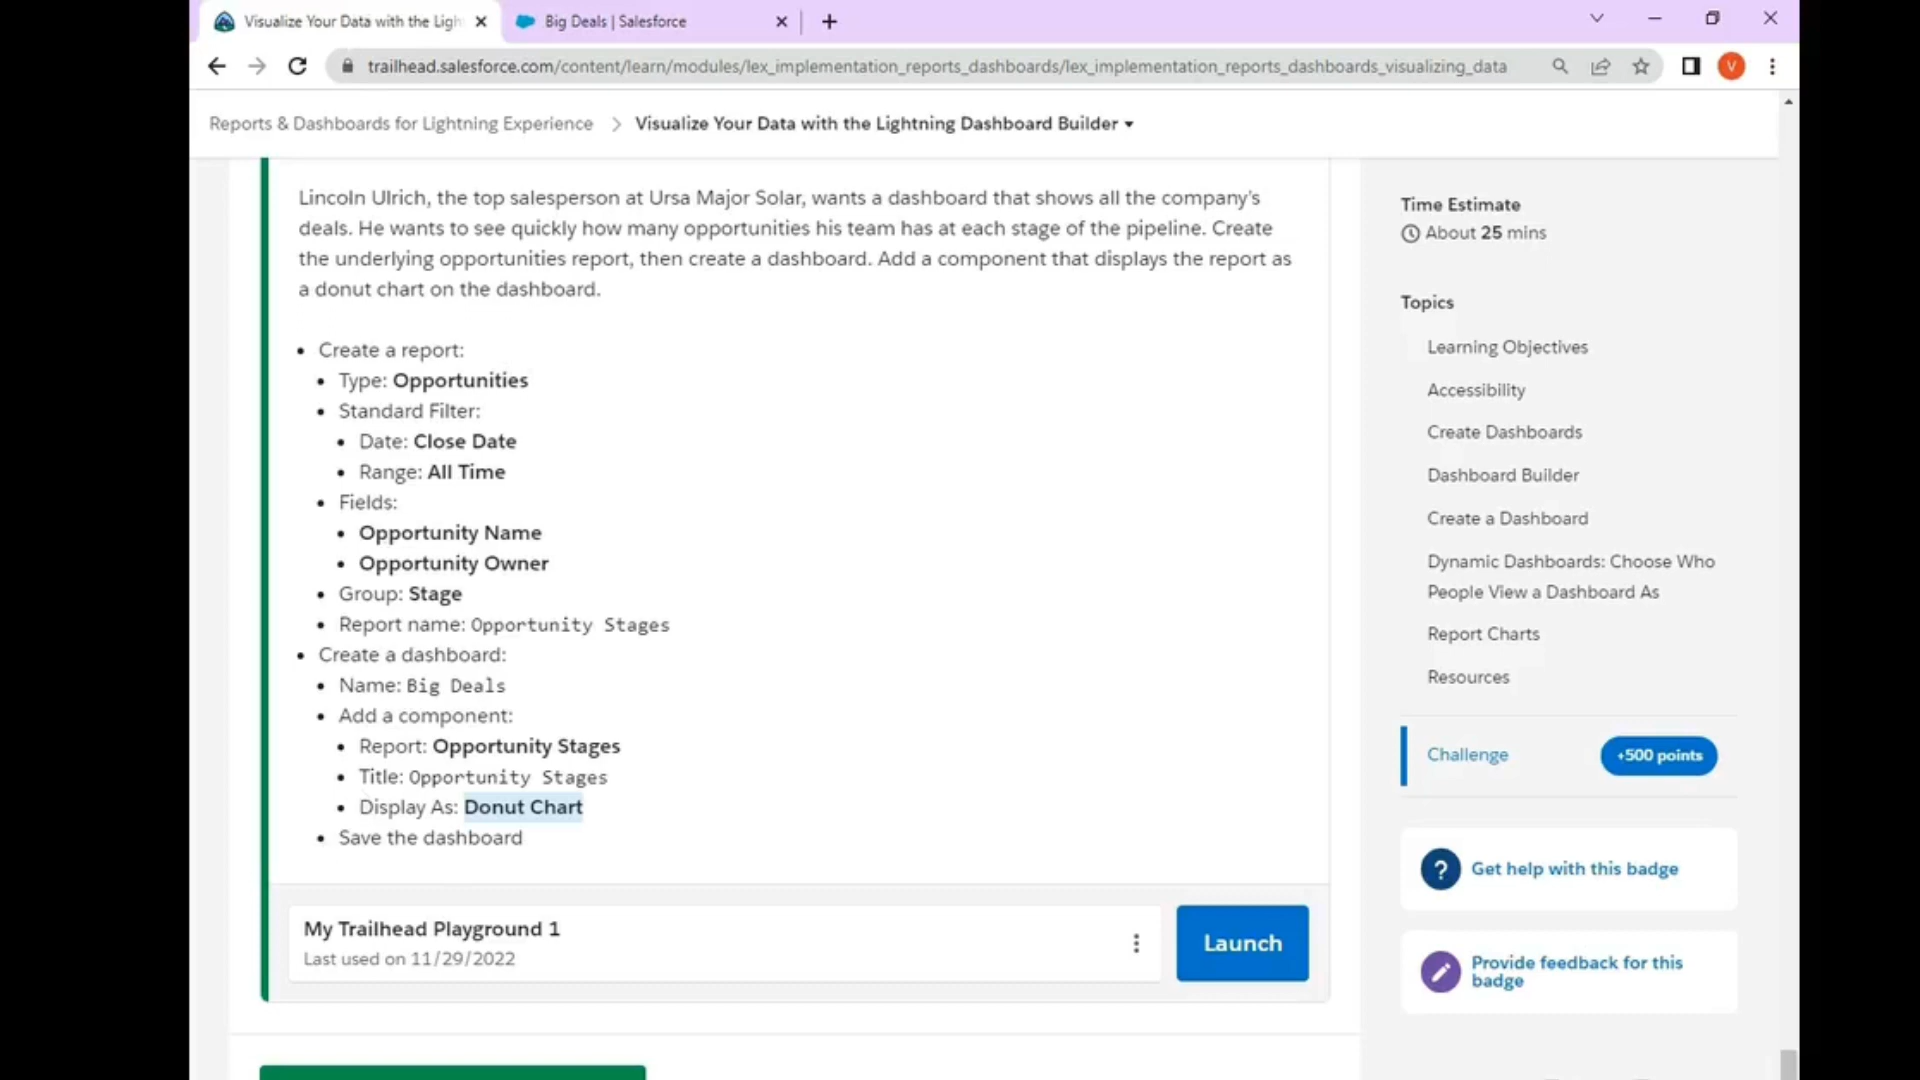 Visualize Your Data with the Ligh
Big Deals | Salesforce
trailhead.salesforce.com/content/learn/modules/lex_implementation_reports_dashboards/lex_implementation_reports_dashboards_visualizing_data
V
Reports & Dashboards for Lightning Experience
Visualize Your Data with the Lightning Dashboard Builder
Lincoln Ulrich, the top salesperson at Ursa Major Solar, wants a dashboard that shows all the company's
deals. He wants to see quickly how many opportunities his team has at each stage of the pipeline. Create
the underlying opportunities report, then create a dashboard. Add a component that displays the report as
a donut chart on the dashboard.
Create a report:
Type: Opportunities
Standard Filter:
Date: Close Date
Range: All Time
Fields:
Opportunity Name
Opportunity Owner
Group: Stage
Report name: Opportunity Stages
Create a dashboard:
Name: Big Deals
Add a component:
Report: Opportunity Stages
Title: Opportunity Stages
Display As: Donut Chart
Save the dashboard
My Trailhead Playground 1
Last used on 11/29/2022
Launch
Time Estimate
About 25 mins
Topics
Learning Objectives
Accessibility
Create Dashboards
Dashboard Builder
Create a Dashboard
Dynamic Dashboards: Choose Who
People View a Dashboard As
Report Charts
Resources
Challenge
+500 points
Get help with this badge
Provide feedback for this
badge